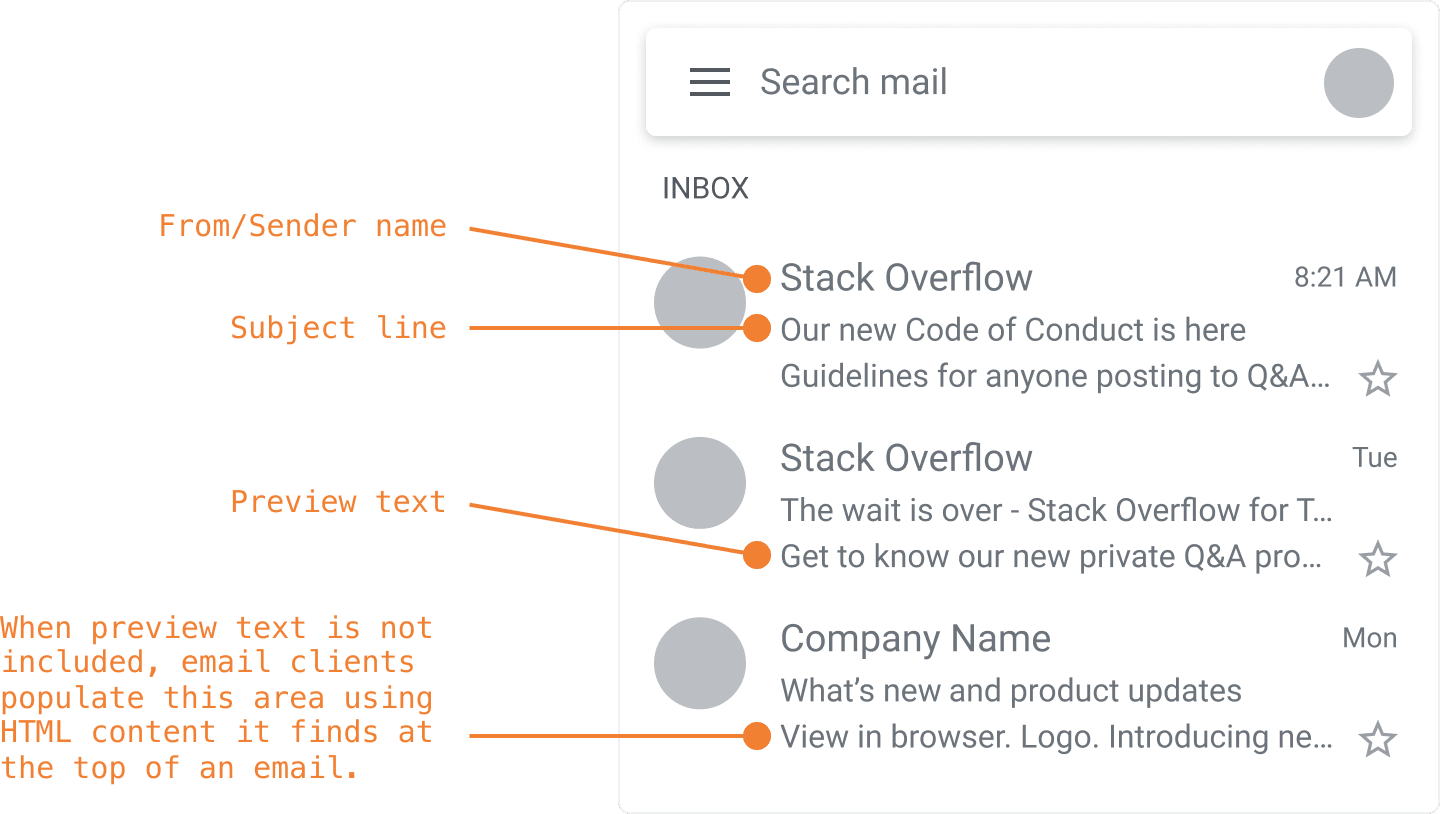 Search mail
INBOX
From/Sender name
Stack Overflow
8:21 AM
Subject line
Our new Code of Conduct is here
Guidelines for anyone posting to Q&A...
Stack Overflow
Tue
Preview text
The wait is over - Stack Overflow for T...
Get to know our new private Q&A pro...
When preview text is not
included, email clients
populate this area using
HTML content it finds at
the top of an email.
Company Name
Mon
What’s new and product updates
View in browser. Logo. Introducing ne...